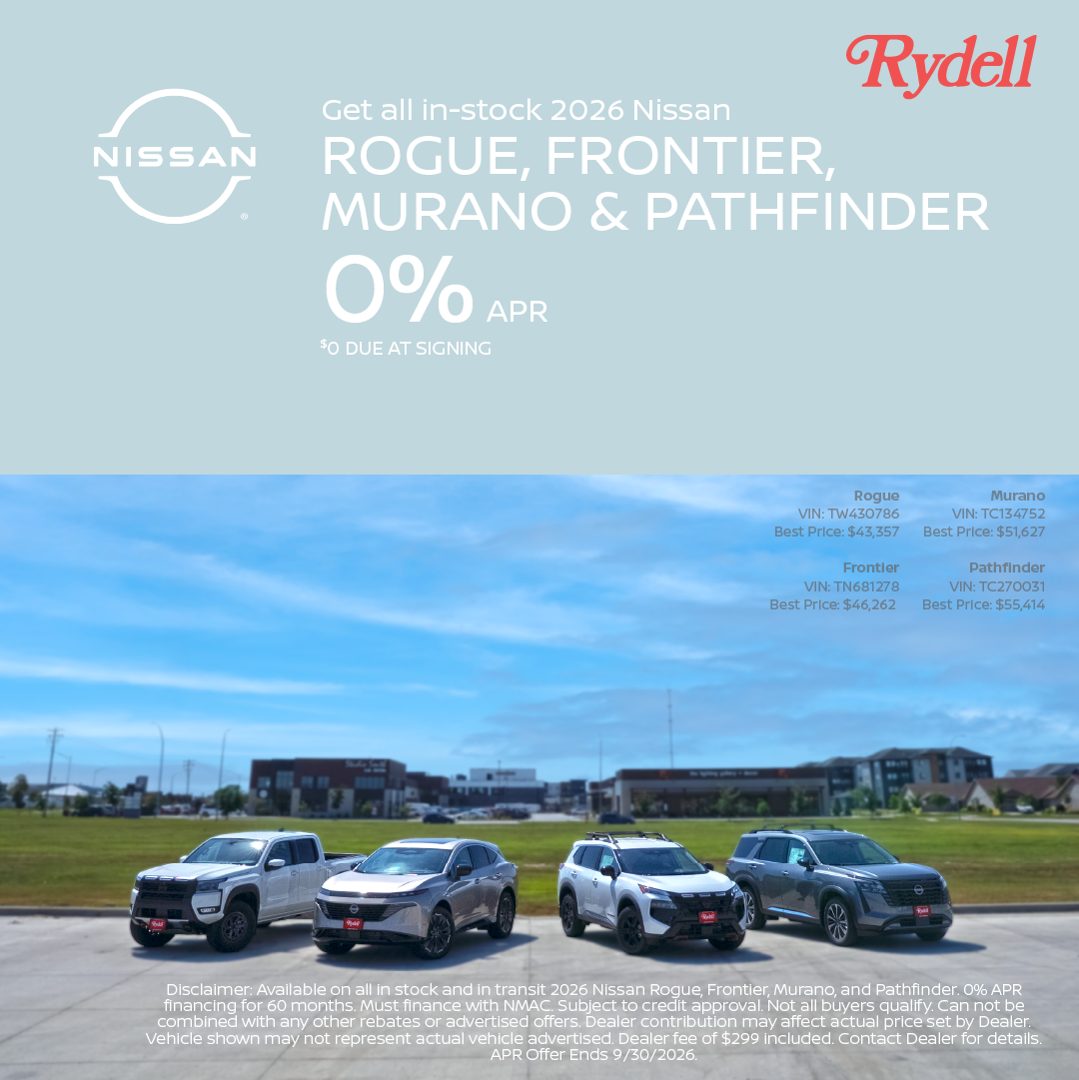 Rydell
NISSAN
®
Get all in-stock 2026 Nissan
ROGUE, FRONTIER,
MURANO & PATHFINDER
0% APR
$0 DUE AT SIGNING
Rogue
VIN: TW430786
Best Price: $43,357
Murano
VIN: TC134752
Best Price: $51,627
Frontier
VIN: TN681278
Best Price: $46,262
Pathfinder
VIN: TC270031
Best Price: $55,414
Rydell
Rydell
Rydell
Rydell
Disclaimer: Available on all in stock and in transit 2026 Nissan Rogue, Frontier, Murano, and Pathfinder. 0% APR
financing for 60 months. Must finance with NMAC. Subject to credit approval. Not all buyers qualify. Can not be
combined with any other rebates or advertised offers. Dealer contribution may affect actual price set by Dealer.
Vehicle shown may not represent actual vehicle advertised. Dealer fee of $299 included. Contact Dealer for details.
APR Offer Ends 9/30/2026.